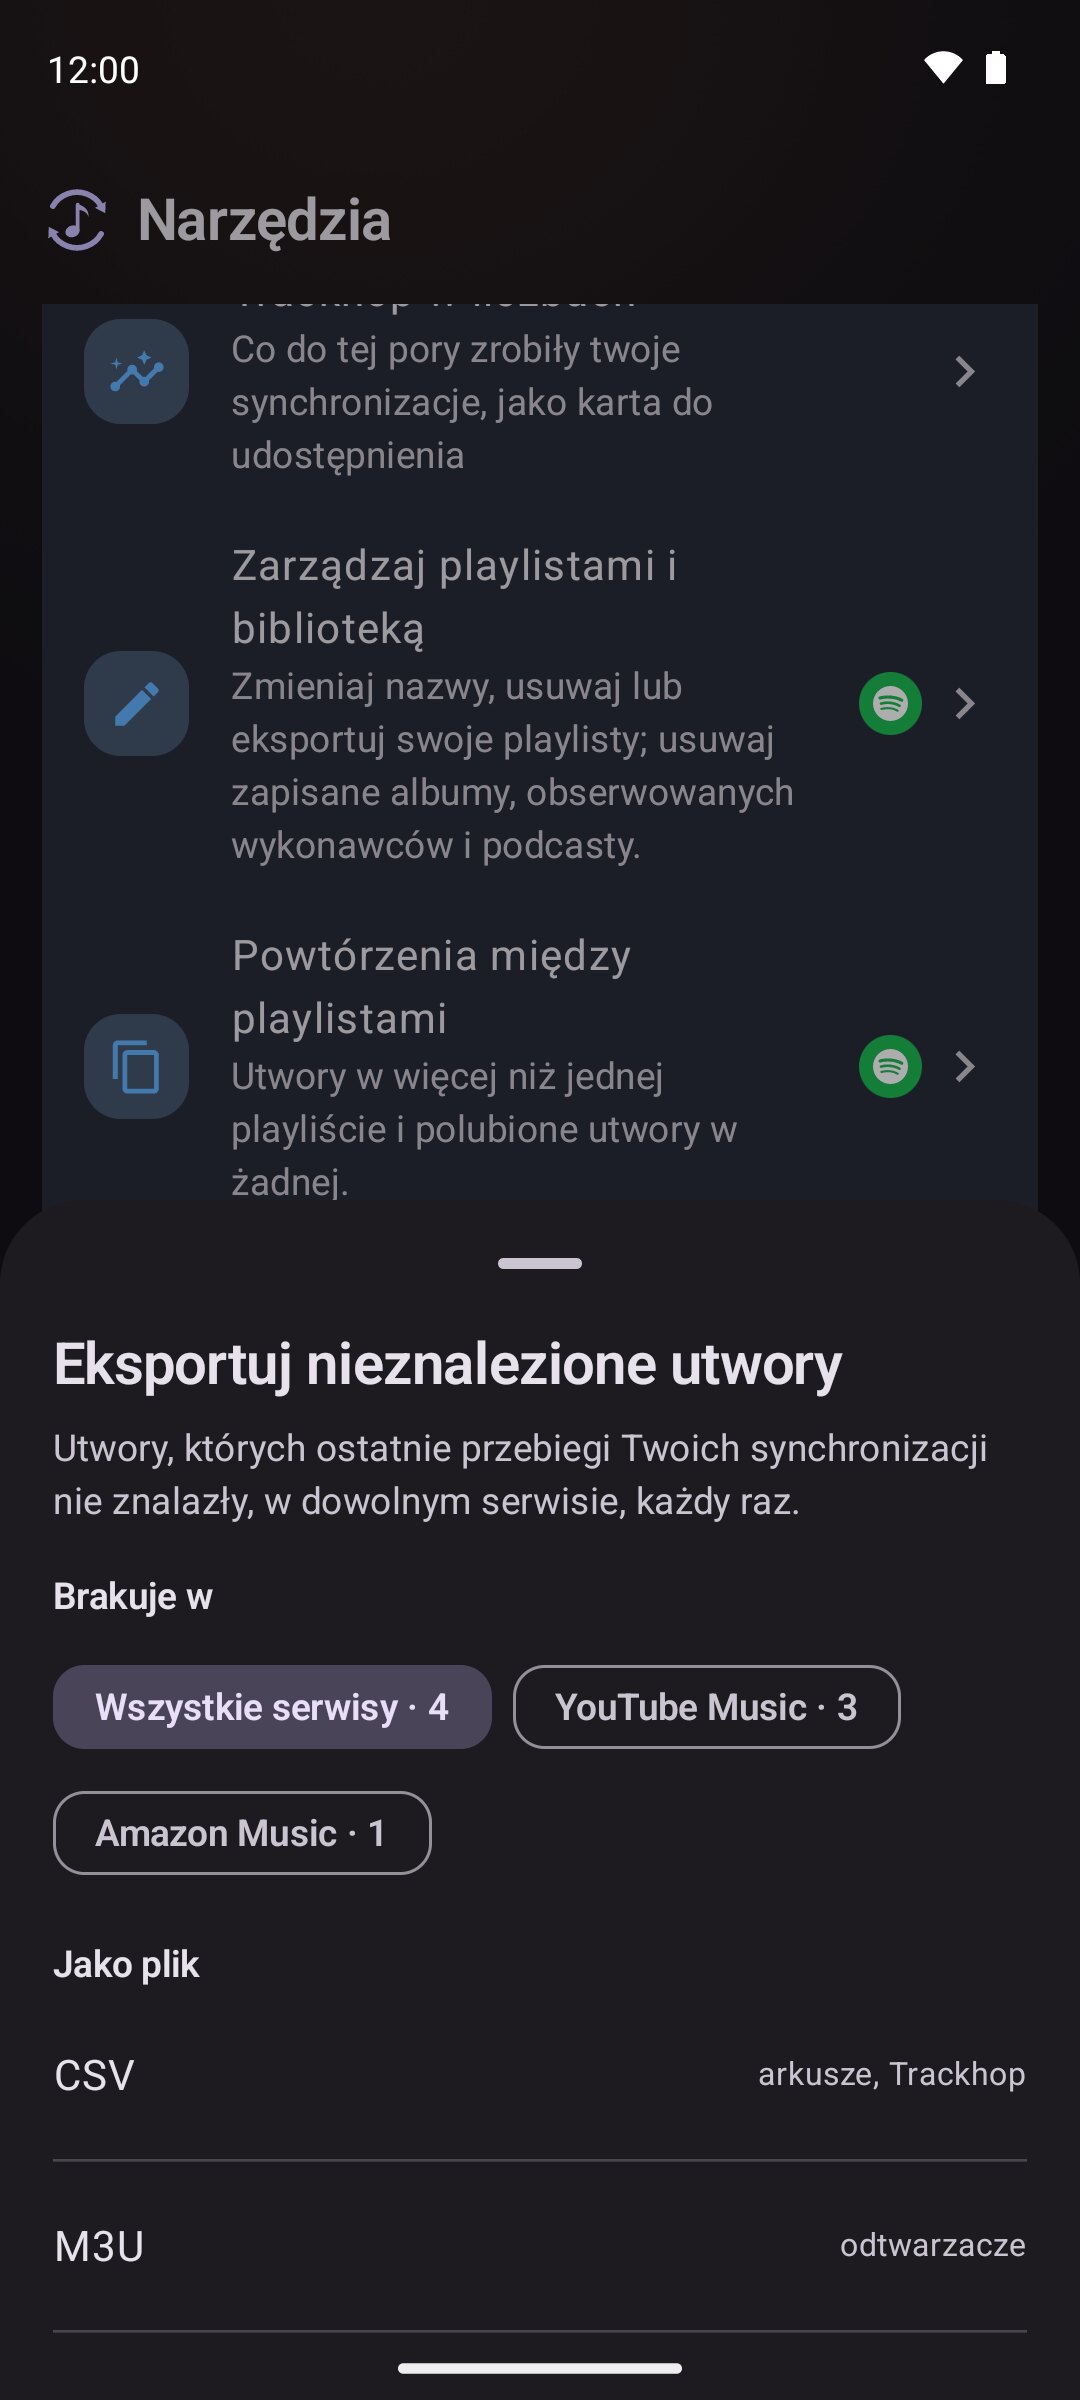 12:00
Narzędzia
Trackhop w liczbach
Co do tej pory zrobiły twoje
synchronizacje, jako karta do
udostępnienia
Zarządzaj playlistami i
biblioteką
Zmieniaj nazwy, usuwaj lub
eksportuj swoje playlisty; usuwaj
zapisane albumy, obserwowanych
wykonawców i podcasty.
Powtórzenia między
playlistami
Utwory w więcej niż jednej
playliście i polubione utwory w
żadnej.
Eksportuj nieznalezione utwory
Utwory, których ostatnie przebiegi Twoich synchronizacji
nie znalazły, w dowolnym serwisie, każdy raz.
Brakuje w
Wszystkie serwisy · 4
YouTube Music · 3
Amazon Music · 1
Jako plik
CSV
arkusze, Trackhop
M3U
odtwarzacze